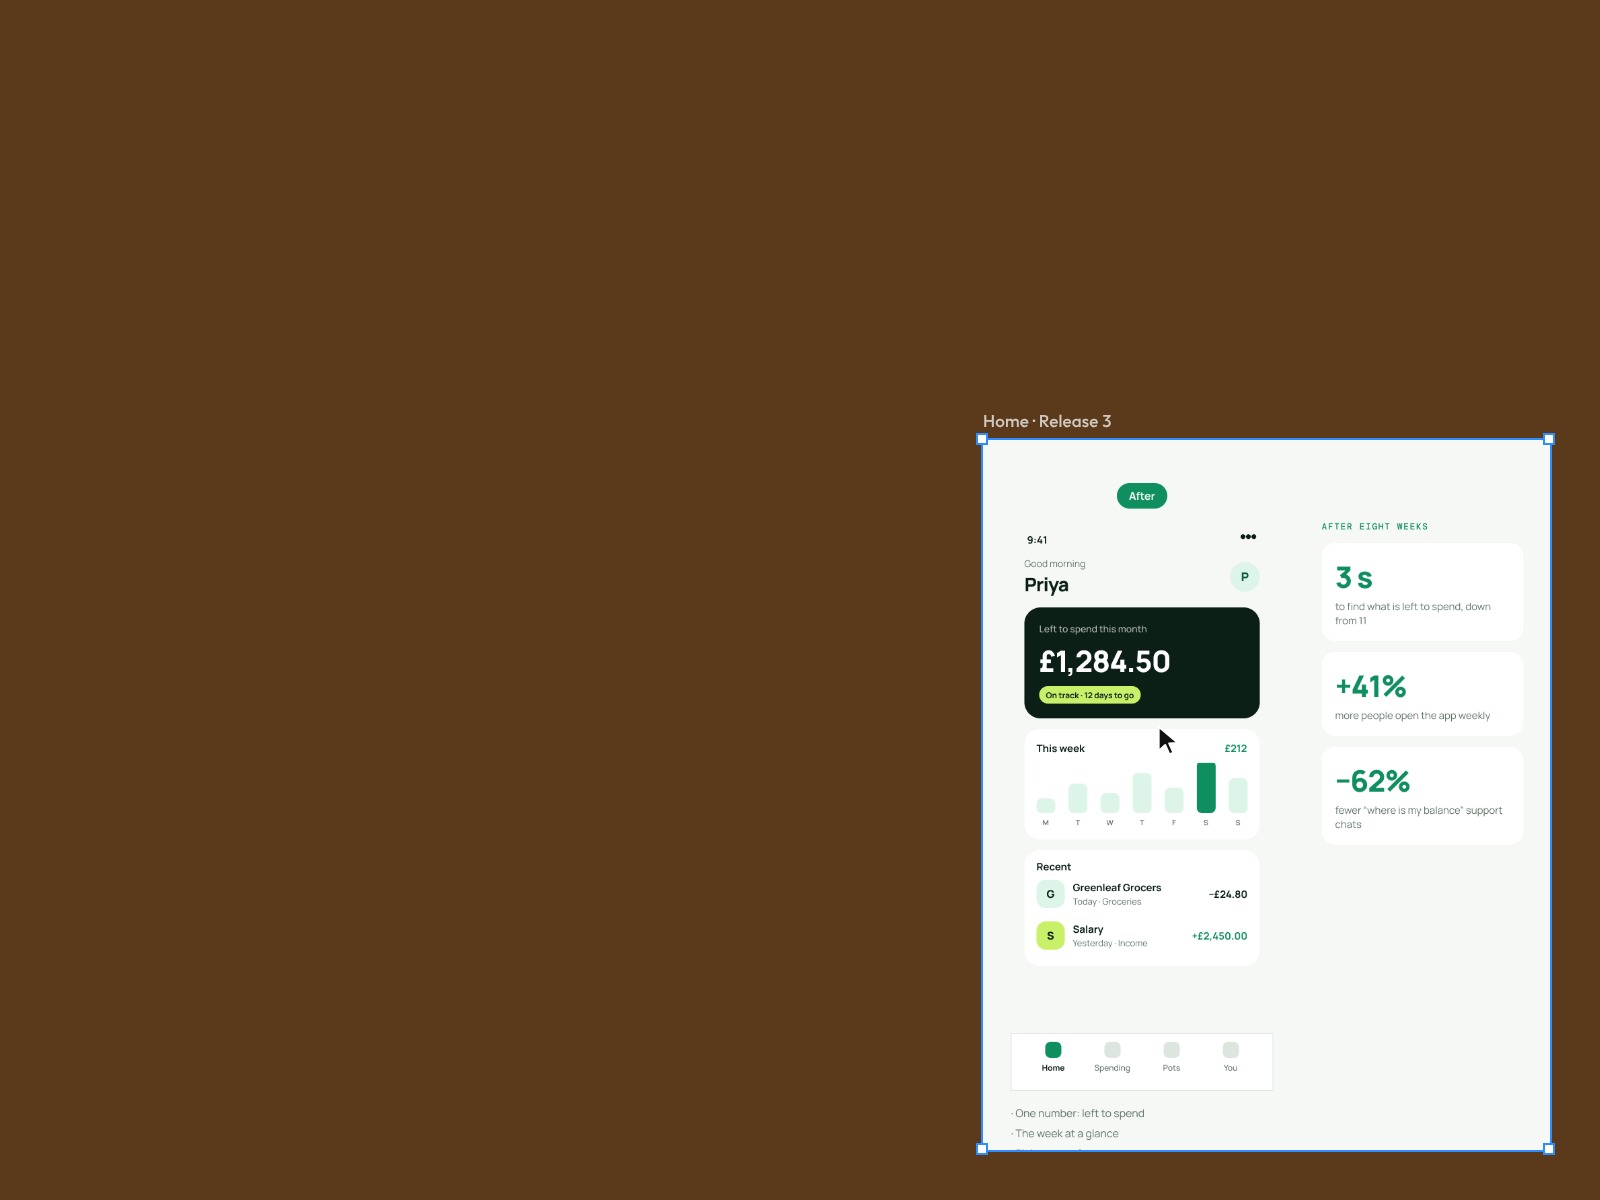 Home · Release 3
After
9:41
Good morning
Priya
P
Left to spend this month
£1,284.50
On track · 12 days to go
This week
£212
M T W T F S S
Recent
G
Greenleaf Grocers
Today · Groceries
−£24.80
S
Salary
Yesterday · Income
+£2,450.00
Home
Spending
Pots
You
· One number: left to spend
· The week at a glance
AFTER EIGHT WEEKS
3 s
to find what is left to spend, down
from 11
+41%
more people open the app weekly
−62%
fewer “where is my balance” support
chats